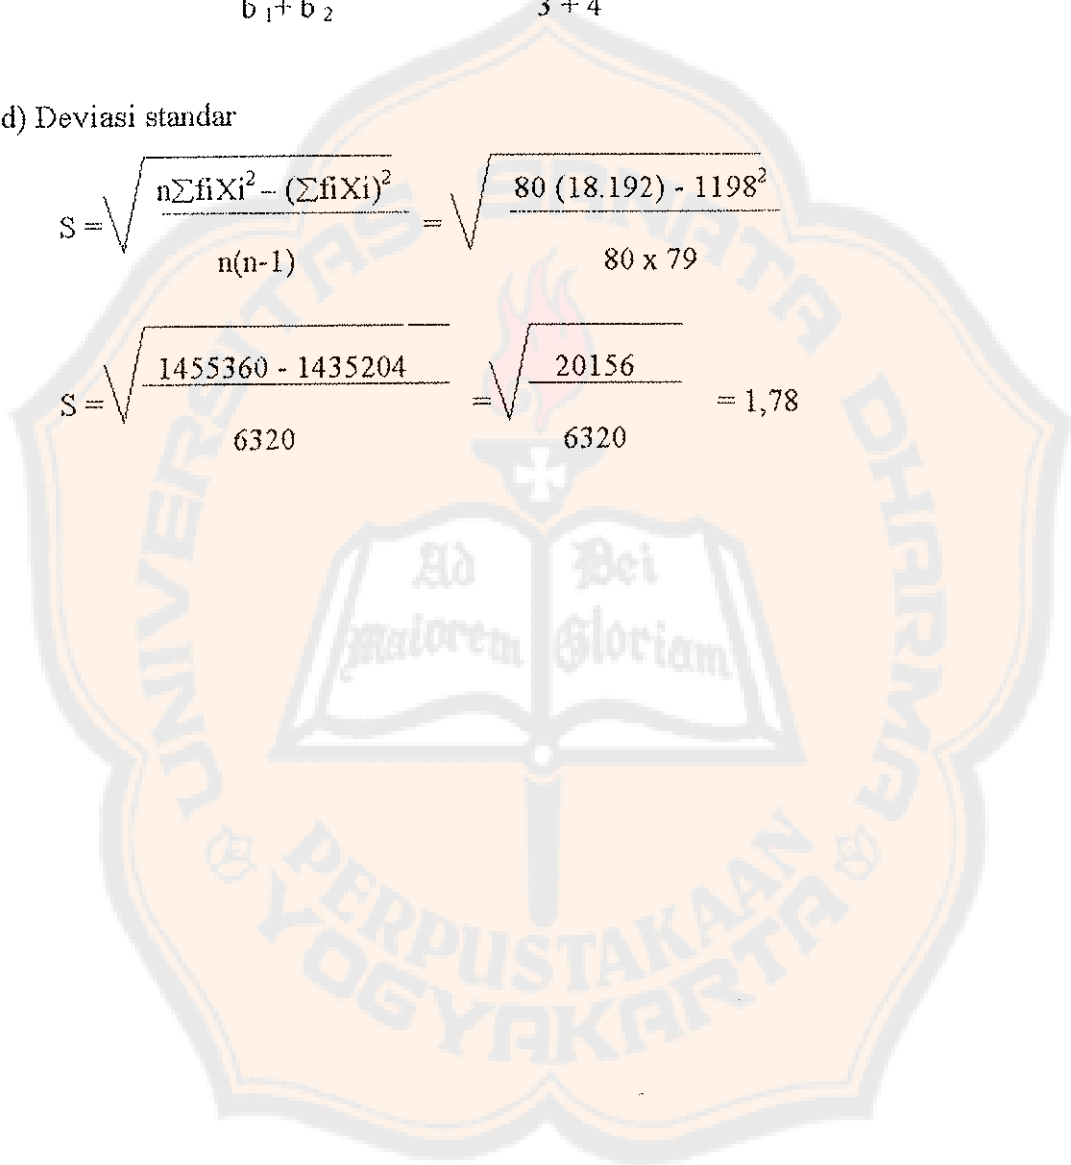 b 1+ b 2 3 + 4
d) Deviasi standar
S = √ n∑fiXi² – (∑fiXi)² = √ 80 (18.192) - 1198²
n(n-1) 80 x 79
S = √ 1455360 - 1435204 = √ 20156 = 1,78
6320 6320
UNIVERSITAS SANATA DHARMA
Ad Dei
Maiorem Gloriam
PERPUSTAKAAN
YOGYAKARTA